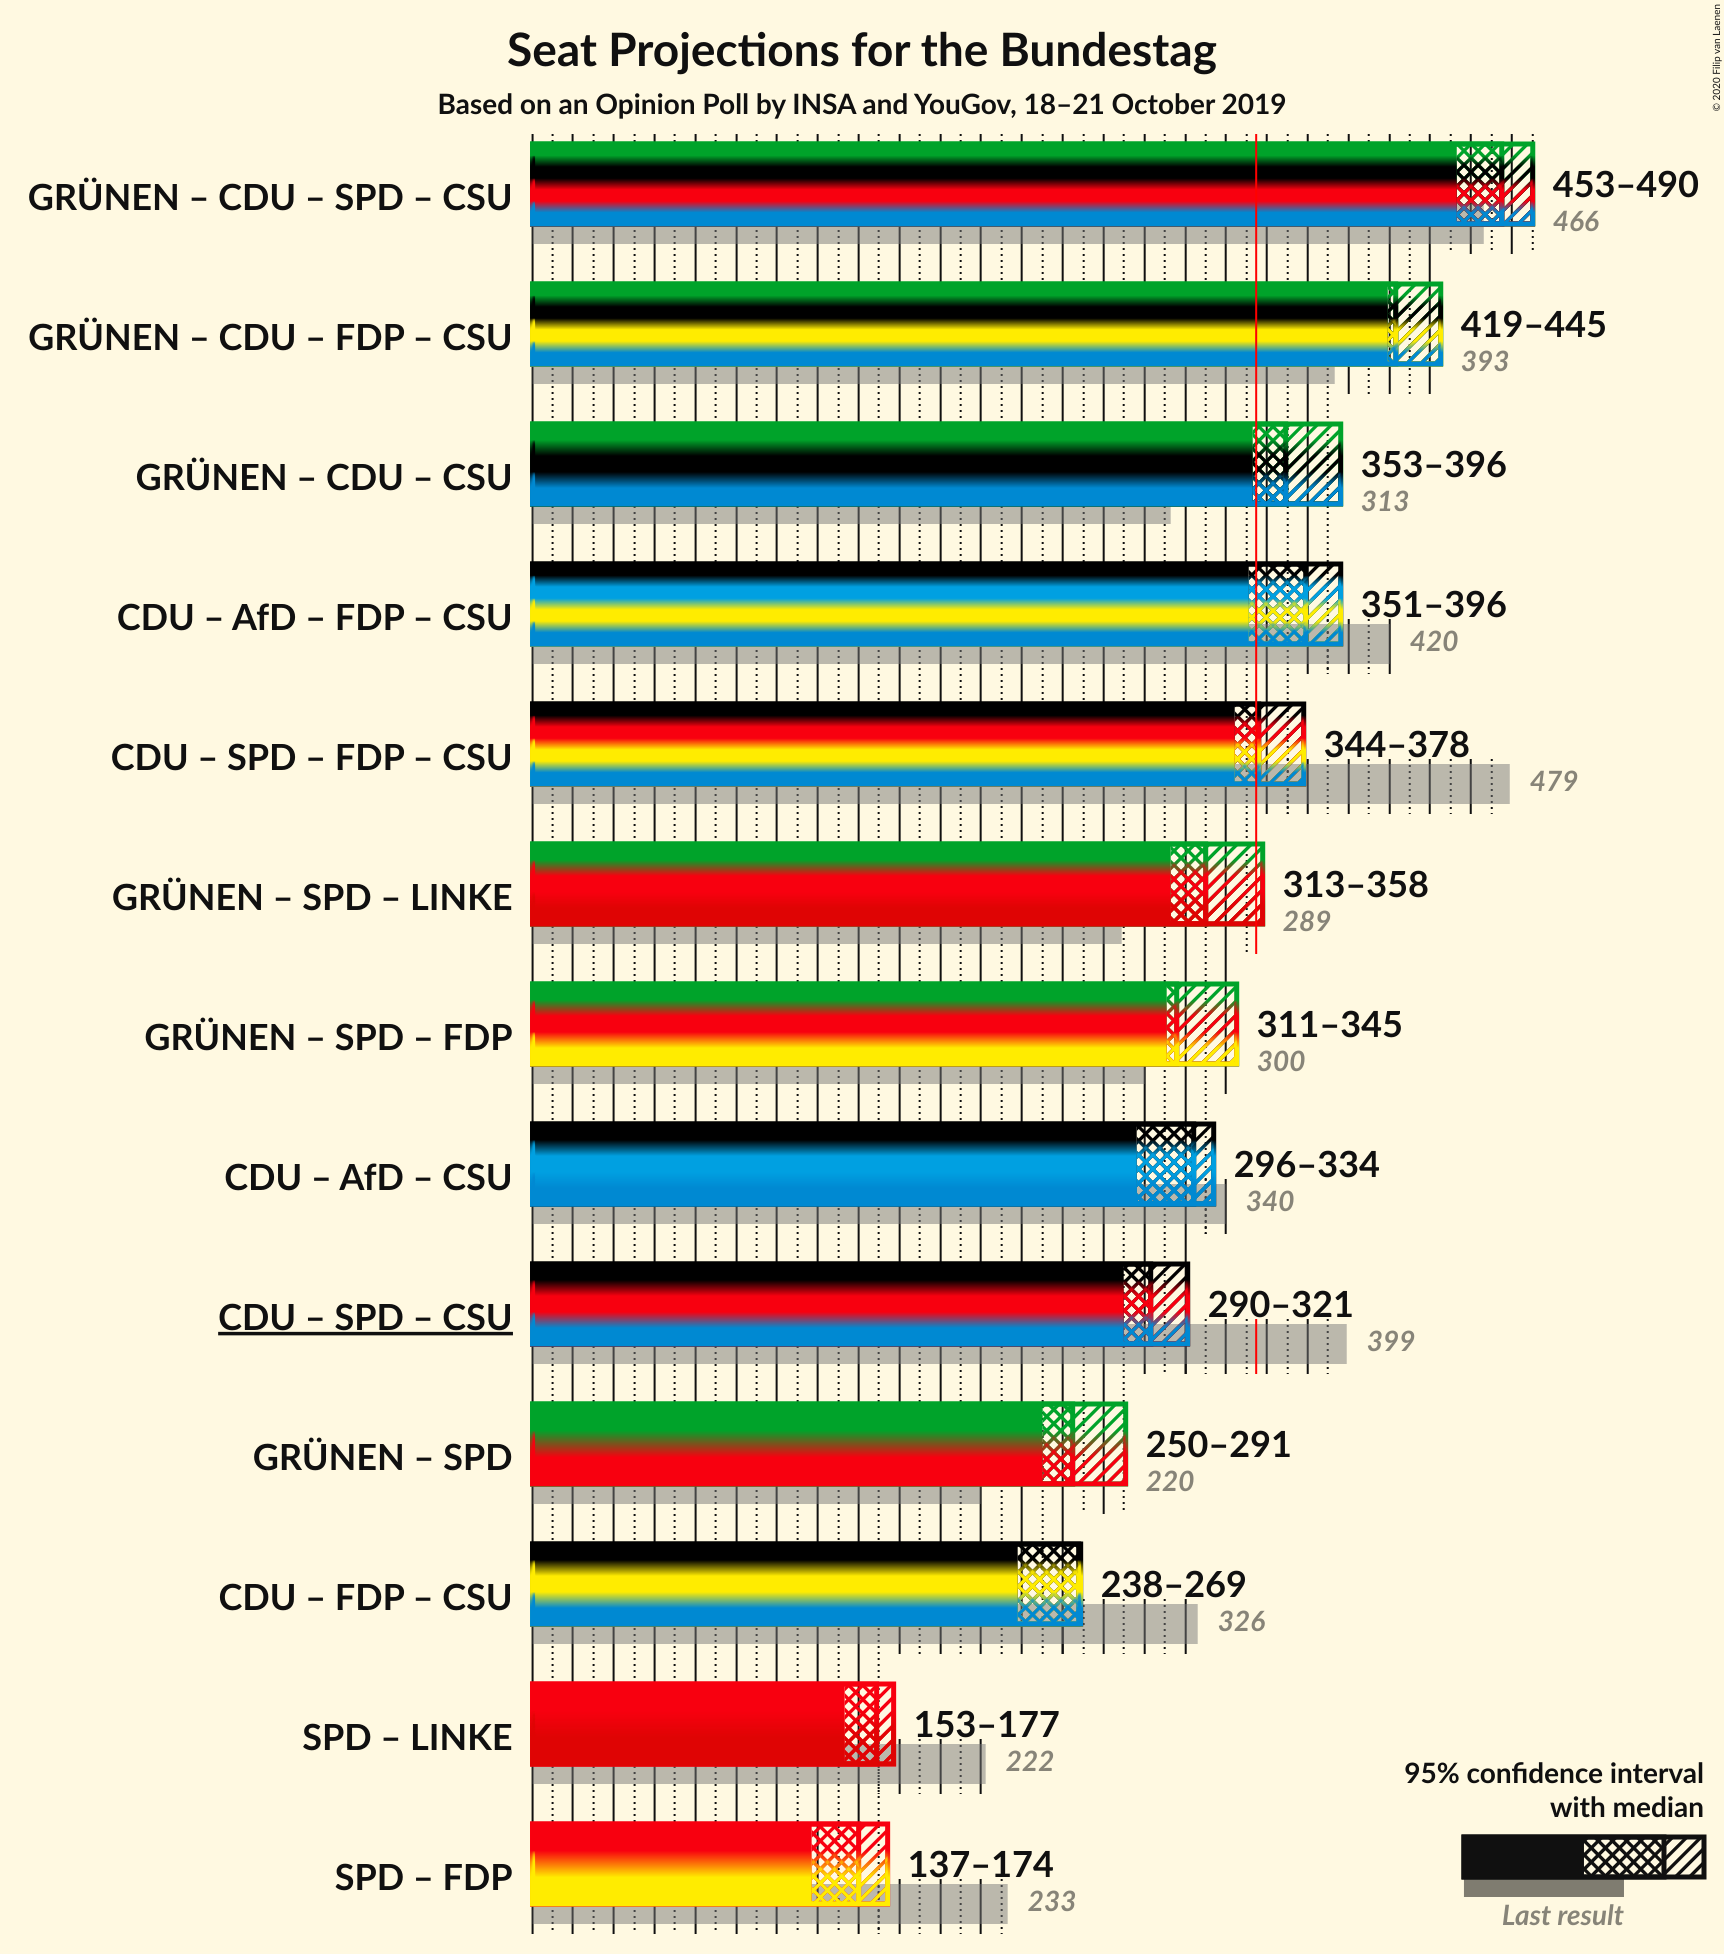 Seat Projections for the Bundestag
Based on an Opinion Poll by INSA and YouGov, 18–21 October 2019
© 2020 Filip van Laenen
GRÜNEN – CDU – SPD – CSU
453–490
466
GRÜNEN – CDU – FDP – CSU
419–445
393
GRÜNEN – CDU – CSU
353–396
313
CDU – AfD – FDP – CSU
351–396
420
CDU – SPD – FDP – CSU
344–378
479
GRÜNEN – SPD – LINKE
313–358
289
GRÜNEN – SPD – FDP
311–345
300
CDU – AfD – CSU
296–334
340
CDU – SPD – CSU
290–321
399
GRÜNEN – SPD
250–291
220
CDU – FDP – CSU
238–269
326
SPD – LINKE
153–177
222
SPD – FDP
137–174
233
95% confidence interval
with median
Last result